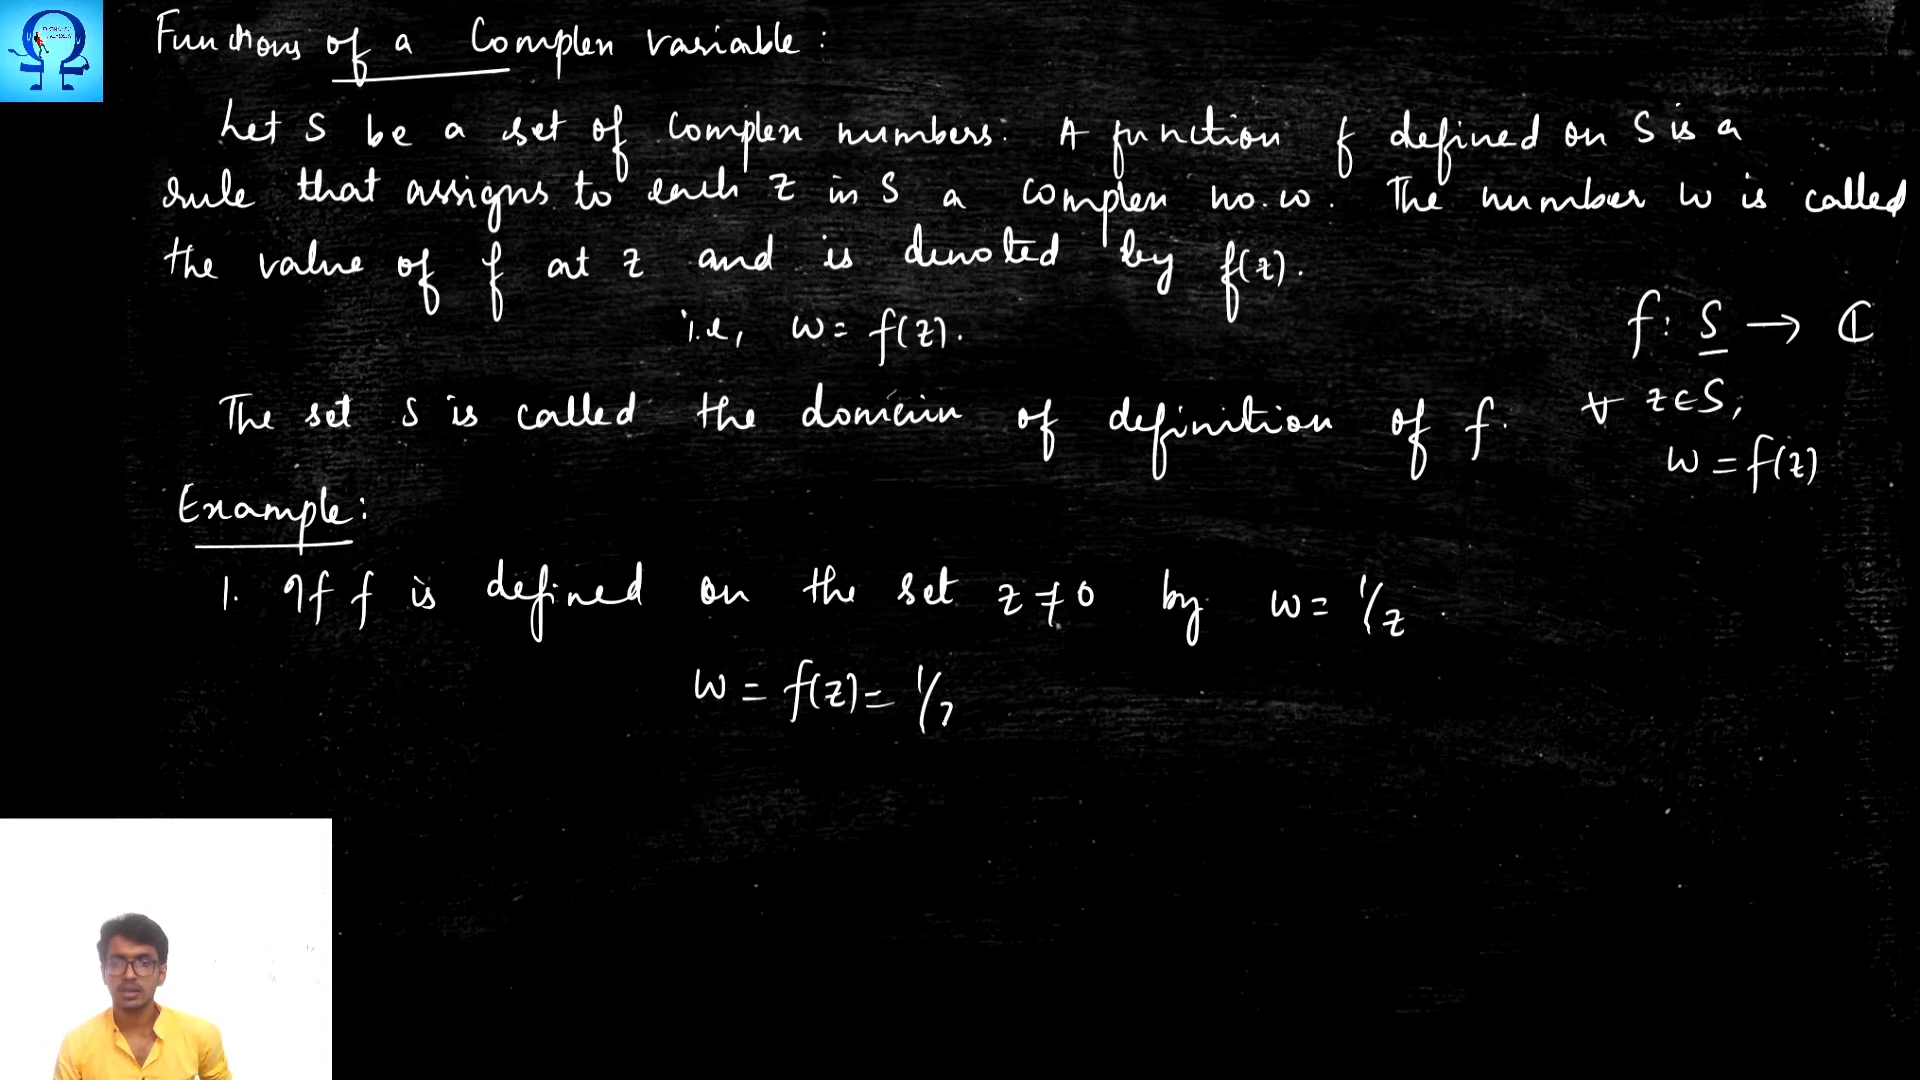 Functions of a Complex variable:
Let S be a set of complex numbers. A function f defined on S is a
rule that assigns to each z in S a complex no. w. The number w is called
the value of f at z and is denoted by f(z).
i.e, w = f(z).
f: S → ℂ
The set S is called the domain of definition of f.
∀ z∈S,
w = f(z)
Example:
1. If f is defined on the set z≠0 by w = 1/z.
w = f(z) = 1/z